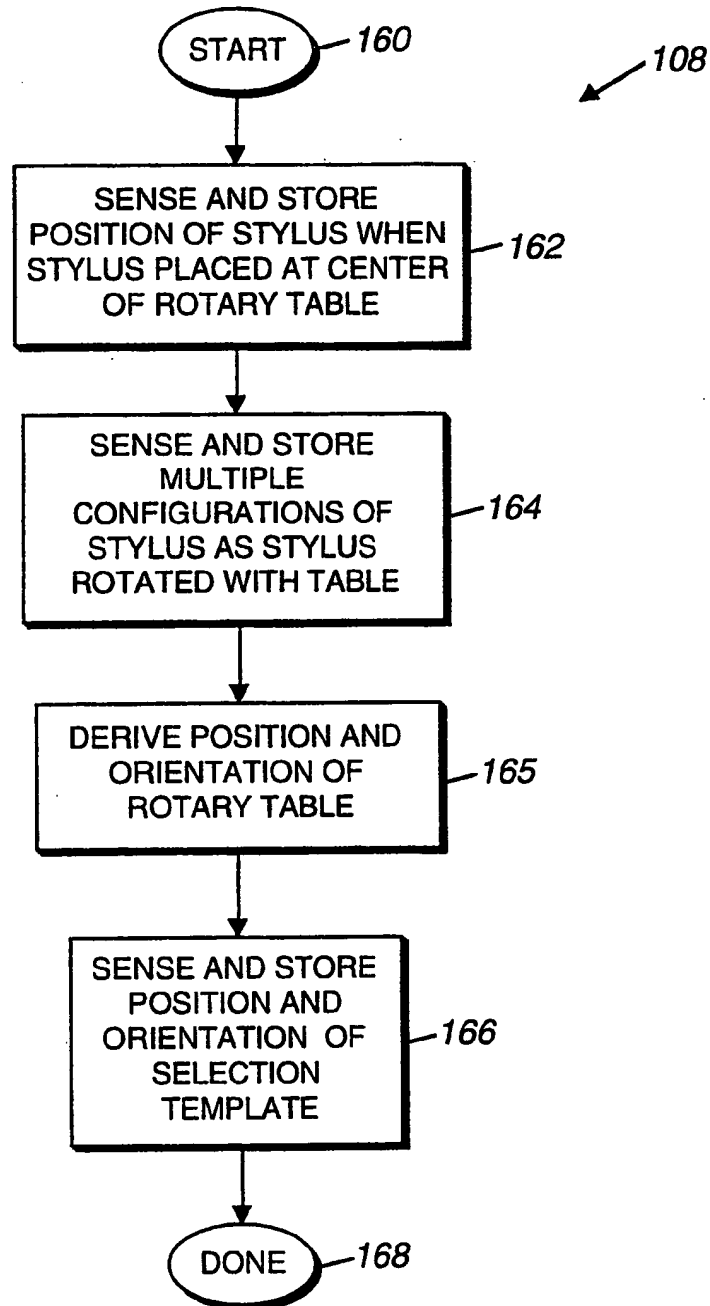 START
160
108
SENSE AND STORE
POSITION OF STYLUS WHEN
STYLUS PLACED AT CENTER
OF ROTARY TABLE
162
SENSE AND STORE
MULTIPLE
CONFIGURATIONS OF
STYLUS AS STYLUS
ROTATED WITH TABLE
164
DERIVE POSITION AND
ORIENTATION OF
ROTARY TABLE
165
SENSE AND STORE
POSITION AND
ORIENTATION OF
SELECTION
TEMPLATE
166
DONE
168